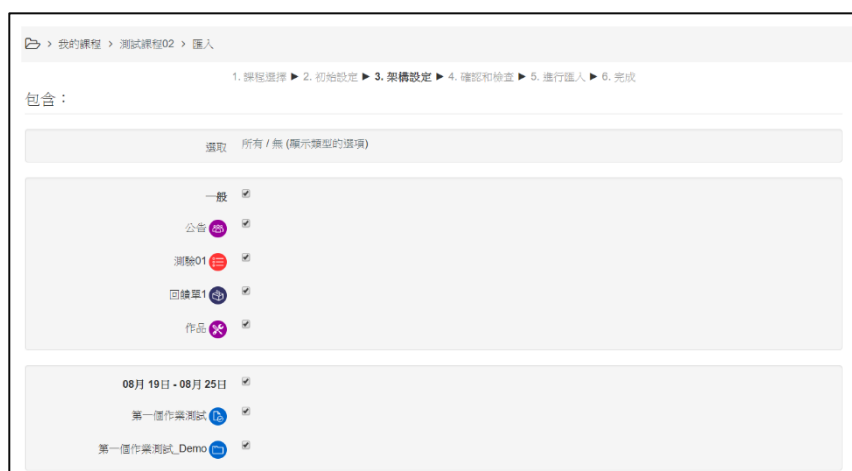 > 我的課程 > 測試課程02 > 匯入
1. 課程選擇 ► 2. 初始設定 ► 3. 架構設定 ► 4. 確認和檢查 ► 5. 進行匯入 ► 6. 完成
包含：
選取 所有 / 無 (顯示類型的選項)
一般
公告
測驗01
回饋單1
作品
08月 19日 - 08月 25日
第一個作業測試
第一個作業測試_Demo